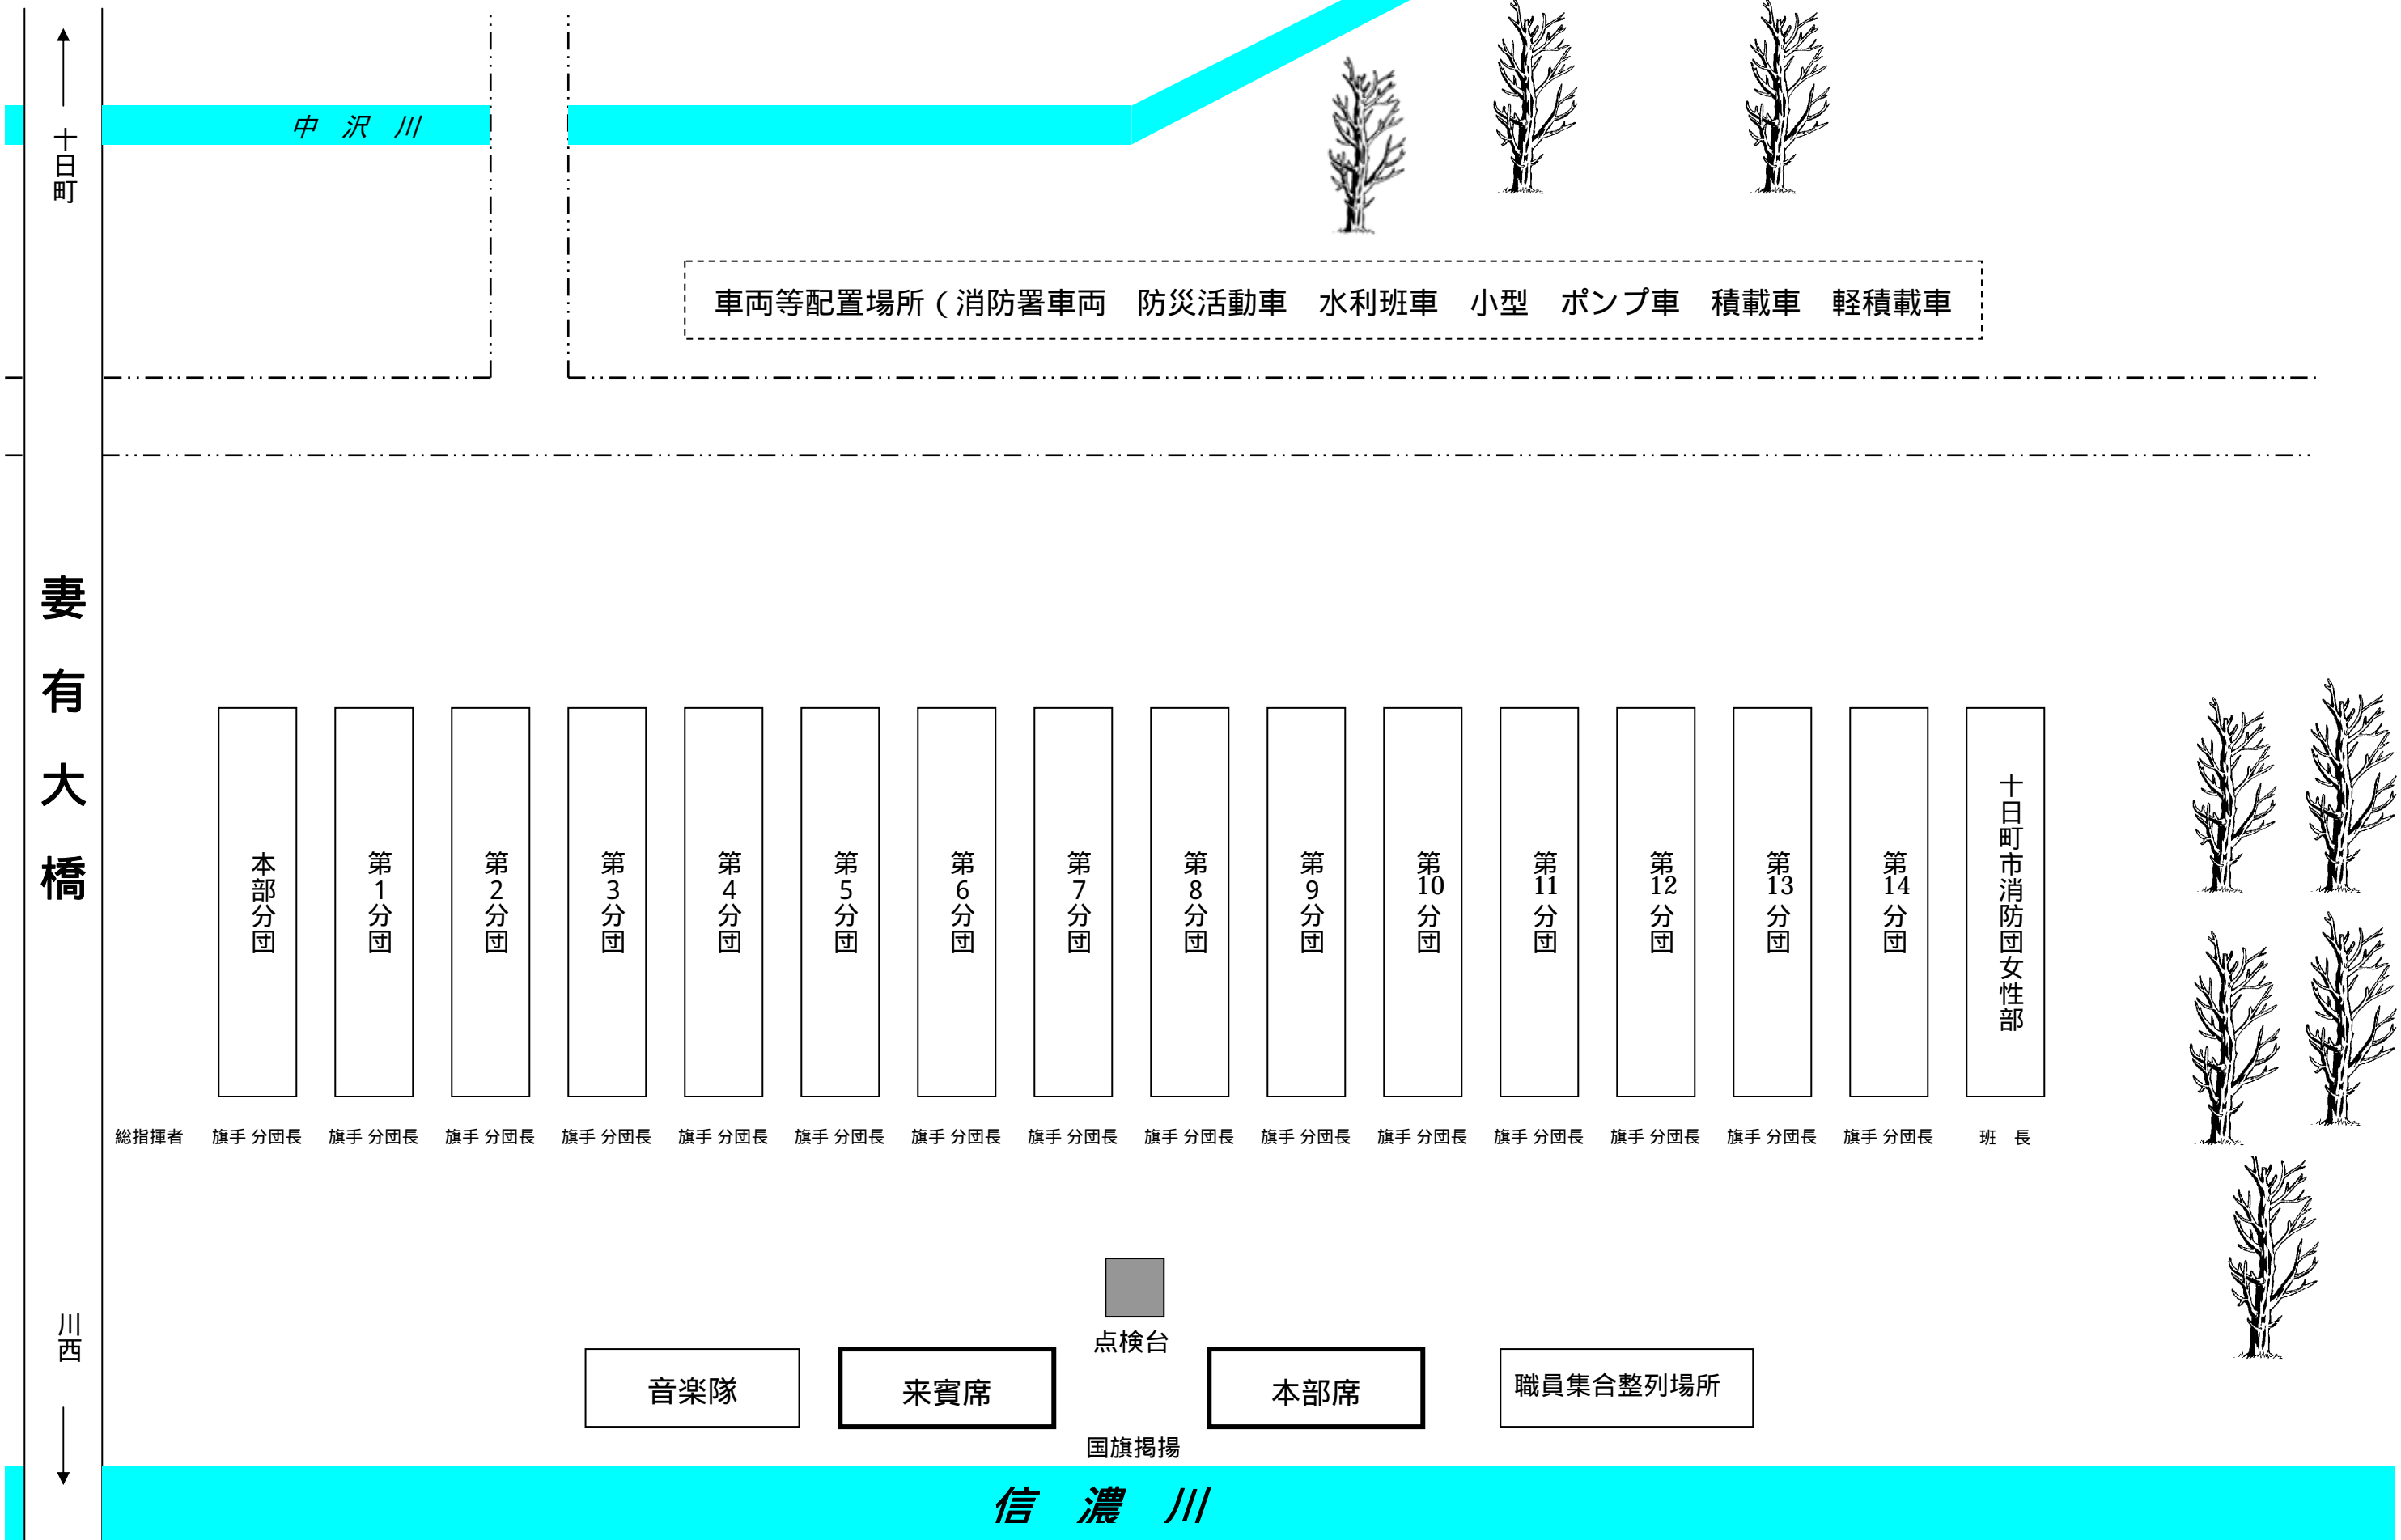 十日町
中 沢 川
車両等配置場所（消防署車両　防災活動車　水利班車　小型　ポンプ車　積載車　軽積載車
妻有大橋
本部分団
第1分団
第2分団
第3分団
第4分団
第5分団
第6分団
第7分団
第8分団
第9分団
第10分団
第11分団
第12分団
第13分団
第14分団
十日町市消防団女性部
総指揮者 旗手 分団長 旗手 分団長 旗手 分団長 旗手 分団長 旗手 分団長 旗手 分団長 旗手 分団長 旗手 分団長 旗手 分団長 旗手 分団長 旗手 分団長 旗手 分団長 旗手 分団長 旗手 分団長 旗手 分団長 班　長
川西
点検台
音楽隊
来賓席
本部席
職員集合整列場所
国旗掲揚
信 濃 川